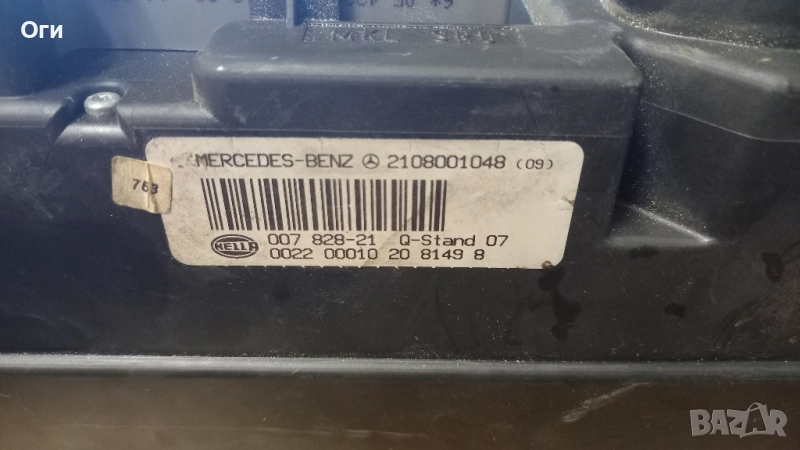 Оги
MERCEDES-BENZ 2108001048 (09)
763
007 828-21 Q-Stand 07
HELLA
0022 00010 20 8149 8
BAZAR